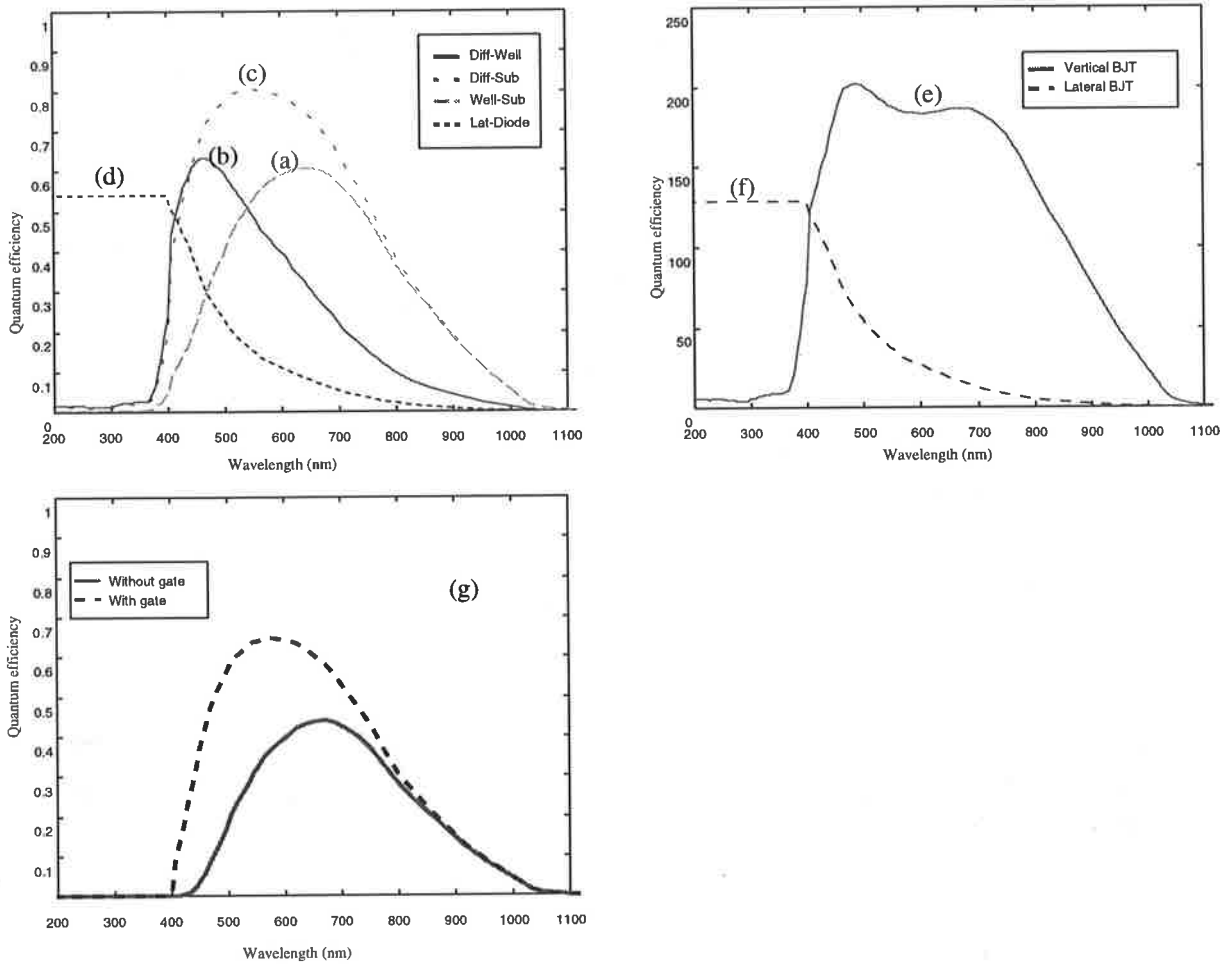 1
0.9
0.8
0.7
0.6
0.5
0.4
0.3
0.2
0.1
0
Quantum efficiency
200 300 400 500 600 700 800 900 1000 1100
Wavelength (nm)
(a)
(b)
(c)
(d)
Diff-Well
Diff-Sub
Well-Sub
Lat-Diode
250
200
150
100
50
0
Quantum efficiency
200 300 400 500 600 700 800 900 1000 1100
Wavelength (nm)
(e)
(f)
Vertical BJT
Lateral BJT
1
0.9
0.8
0.7
0.6
0.5
0.4
0.3
0.2
0.1
Quantum efficiency
200 300 400 500 600 700 800 900 1000 1100
Wavelength (nm)
Without gate
With gate
(g)